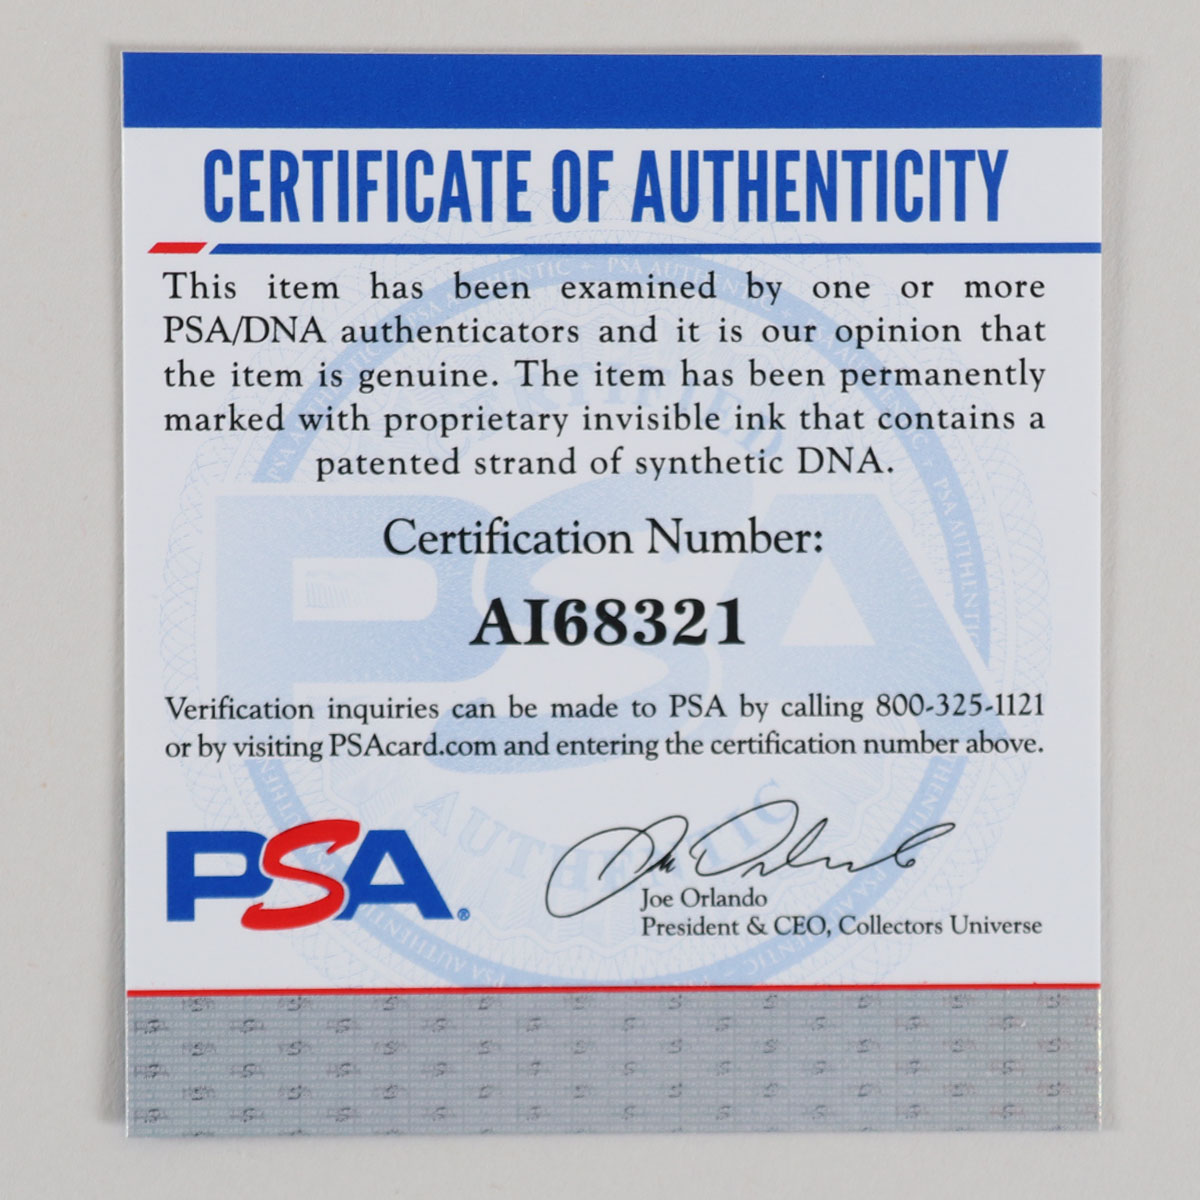 CERTIFICATE OF AUTHENTICITY
This item has been examined by one or more
PSA/DNA authenticators and it is our opinion that
the item is genuine. The item has been permanently
marked with proprietary invisible ink that contains a
patented strand of synthetic DNA.
Certification Number:
AI68321
Verification inquiries can be made to PSA by calling 800-325-1121
or by visiting PSAcard.com and entering the certification number above.
PSA®
Joe Orlando
President & CEO, Collectors Universe
CERTIFIED
PSA
AUTHENTIC